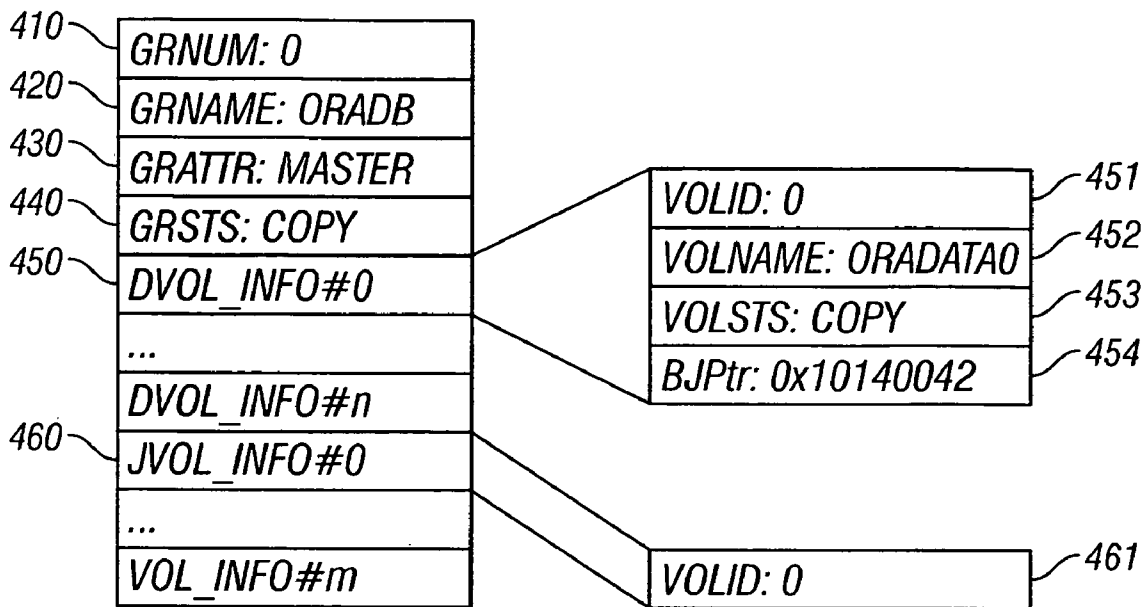 410
GRNUM: 0
420
GRNAME: ORADB
430
GRATTR: MASTER
440
GRSTS: COPY
450
DVOL_INFO#0
...
DVOL_INFO#n
460
JVOL_INFO#0
...
VOL_INFO#m
VOLID: 0
451
VOLNAME: ORADATA0
452
VOLSTS: COPY
453
BJPtr: 0x10140042
454
VOLID: 0
461